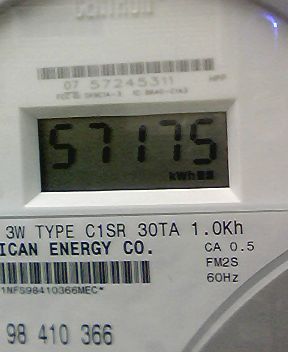 07 57245311
57175
kWh
3W TYPE C1SR 30TA 1.0Kh
ICAN ENERGY CO.
CA 0.5
FM2S
60Hz
1NFS98410366MEC*
98 410 366